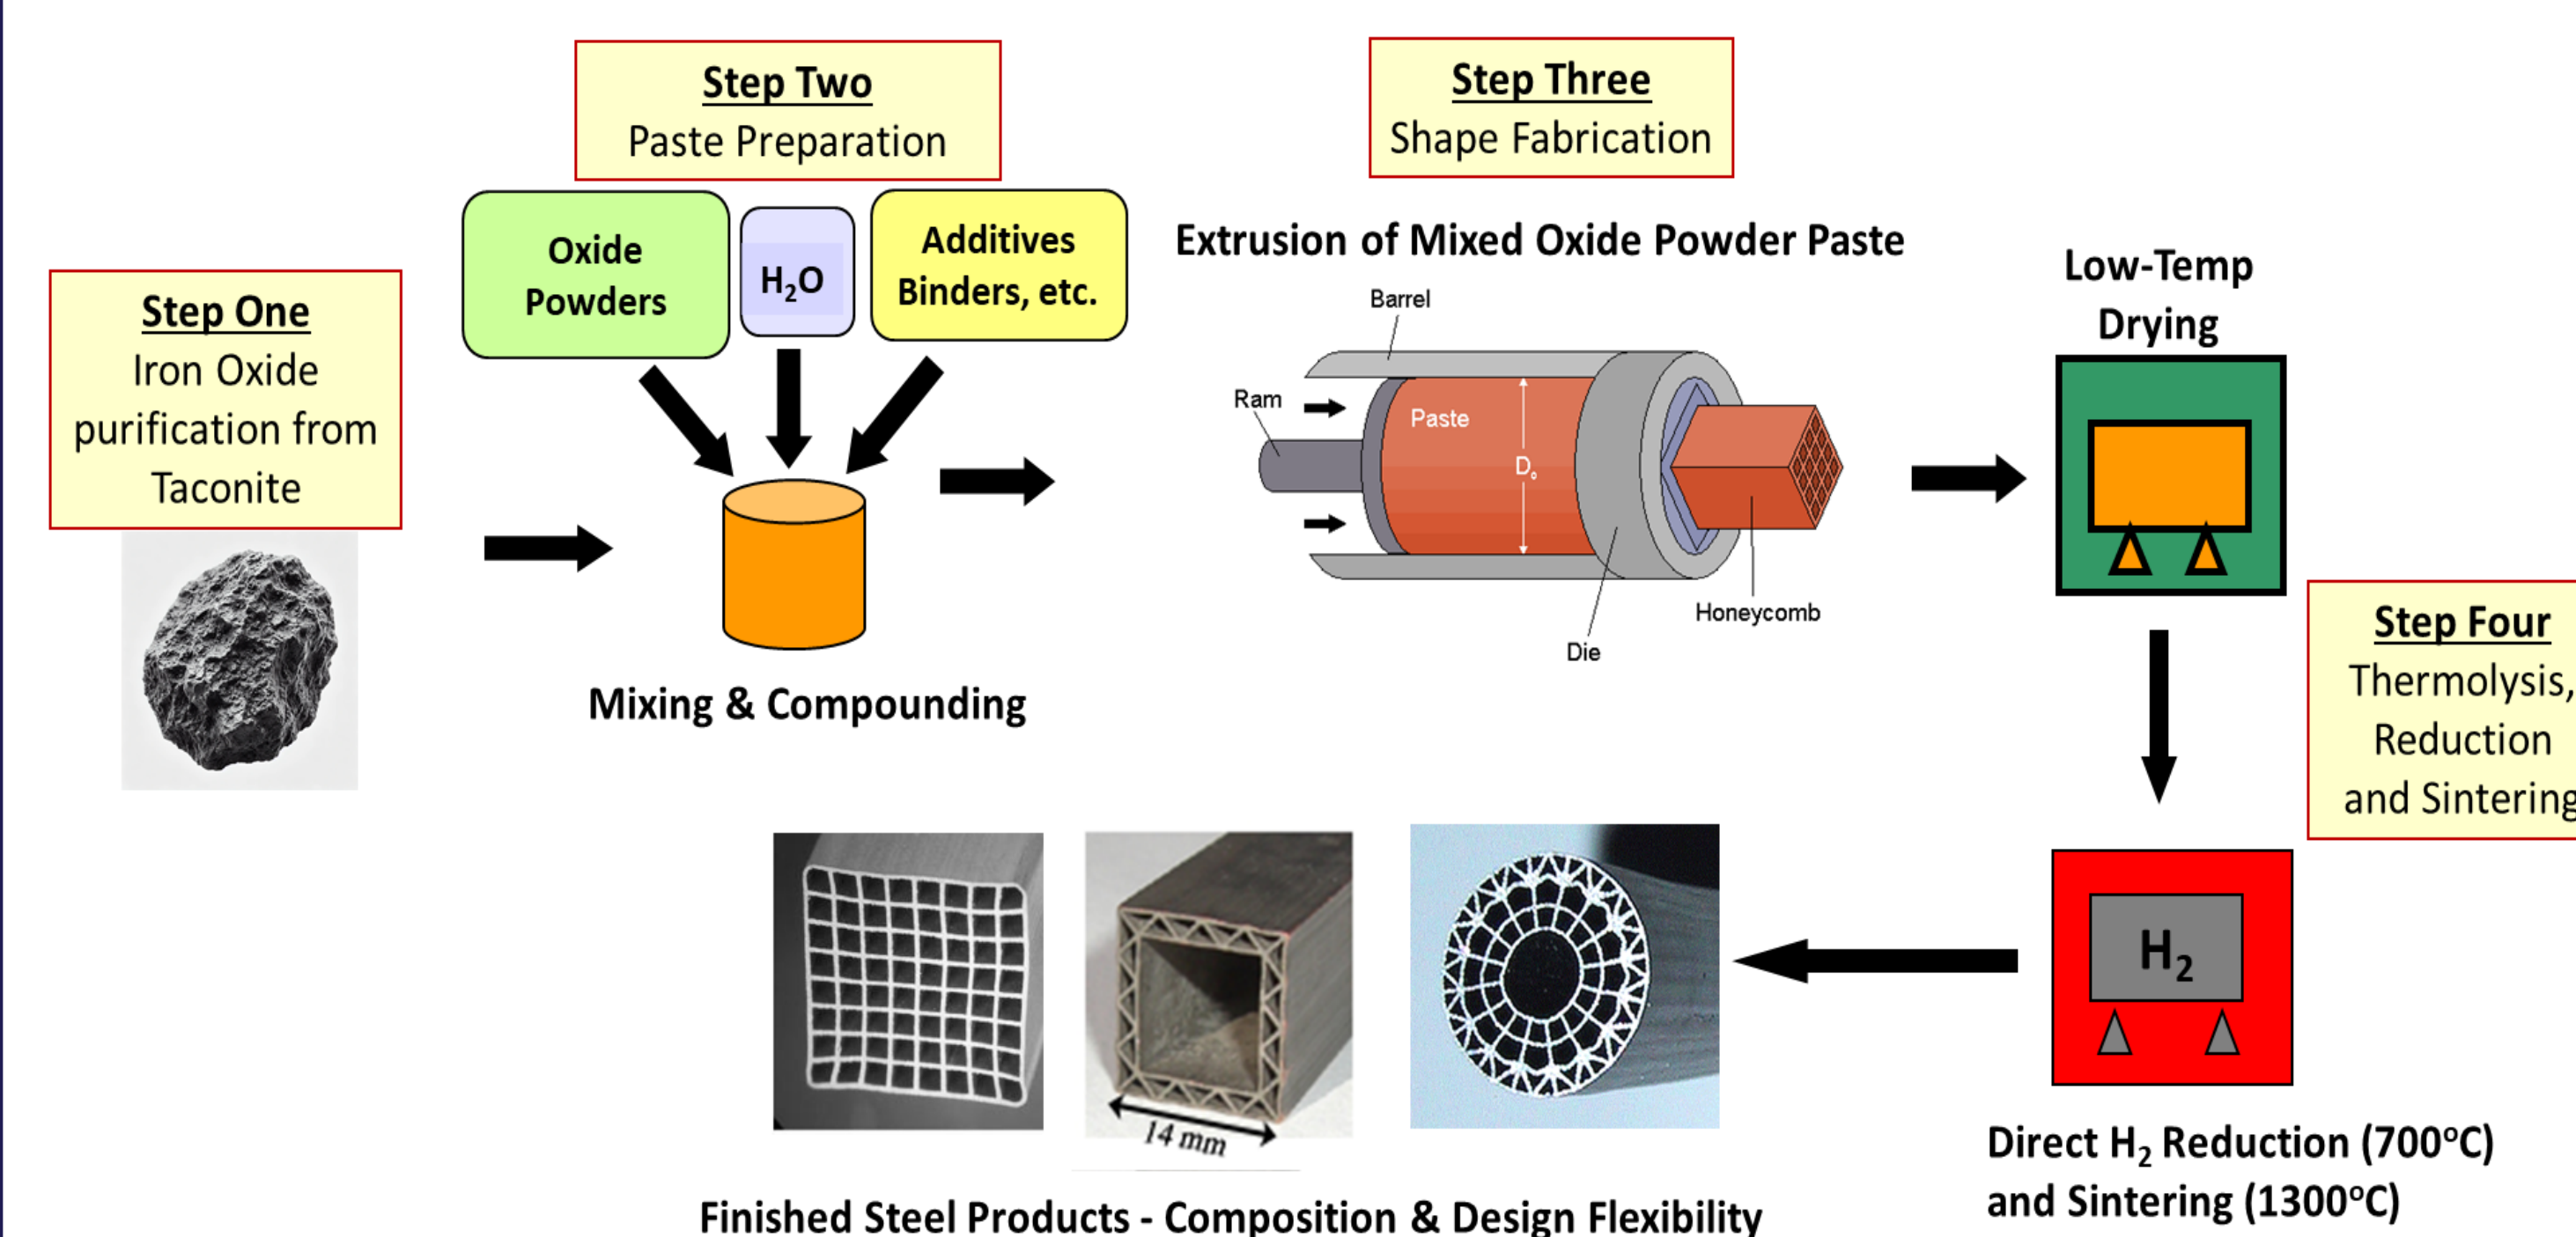 Step One
Iron Oxide
purification from
Taconite
Step Two
Paste Preparation
Oxide
Powders
H₂O
Additives
Binders, etc.
Mixing & Compounding
Step Three
Shape Fabrication
Extrusion of Mixed Oxide Powder Paste
Barrel
Ram
Paste
D₀
Honeycomb
Die
Low-Temp
Drying
Step Four
Thermolysis,
Reduction
and Sintering
H₂
Direct H₂ Reduction (700°C)
and Sintering (1300°C)
14 mm
Finished Steel Products - Composition & Design Flexibility